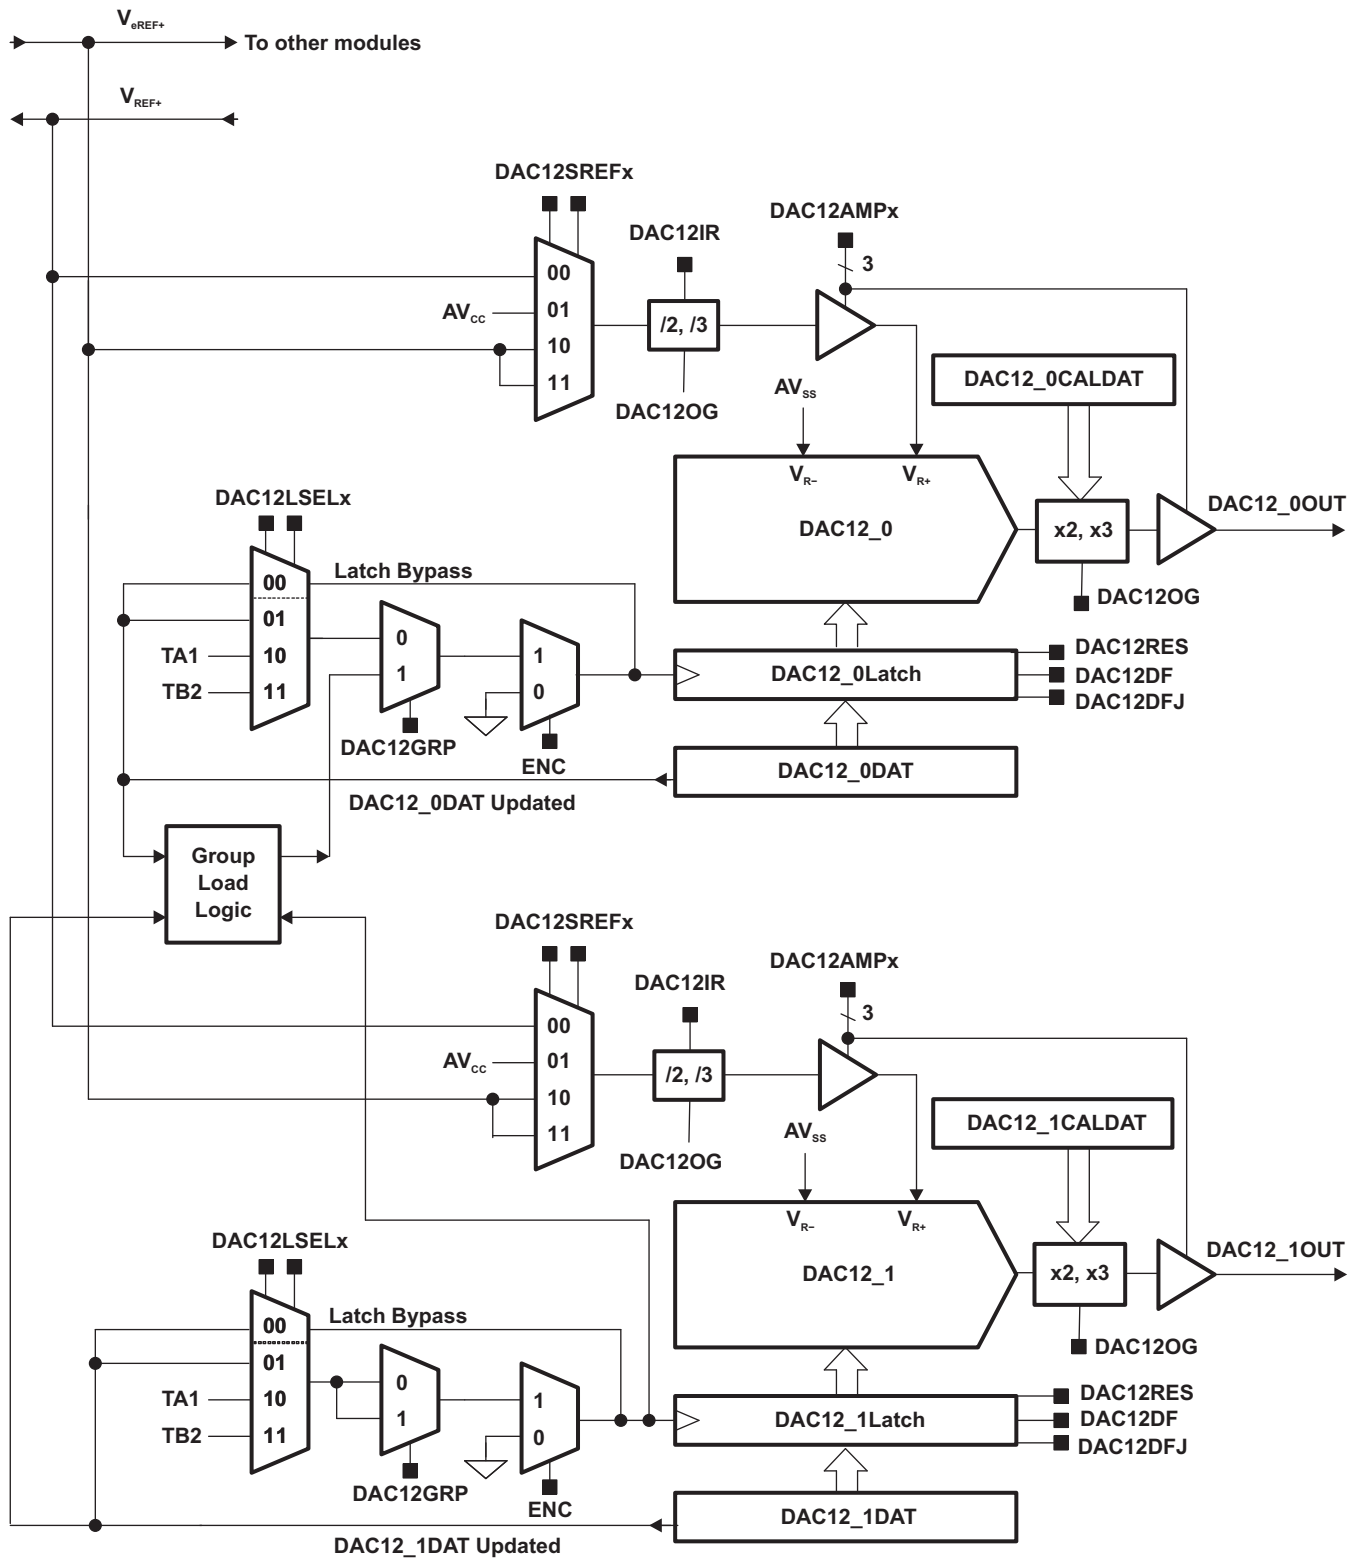 VeREF+
To other modules
VREF+
DAC12SREFx
DAC12AMPx
DAC12IR
3
00
AVCC
01
/2, /3
10
11
DAC12OG
AVSS
DAC12_0CALDAT
VR−
VR+
DAC12LSELx
DAC12_0
x2, x3
DAC12_0OUT
Latch Bypass
00
DAC12OG
01
0
TA1
10
1
1
DAC12_0Latch
DAC12RES
DAC12DF
DAC12DFJ
TB2
11
0
DAC12GRP
ENC
DAC12_0DAT
DAC12_0DAT Updated
Group
Load
Logic
DAC12SREFx
DAC12AMPx
DAC12IR
3
00
AVCC
01
/2, /3
10
11
DAC12OG
AVSS
DAC12_1CALDAT
VR−
VR+
DAC12LSELx
DAC12_1
x2, x3
DAC12_1OUT
Latch Bypass
00
DAC12OG
01
0
TA1
10
1
1
DAC12_1Latch
DAC12RES
DAC12DF
DAC12DFJ
TB2
11
0
DAC12GRP
ENC
DAC12_1DAT
DAC12_1DAT Updated